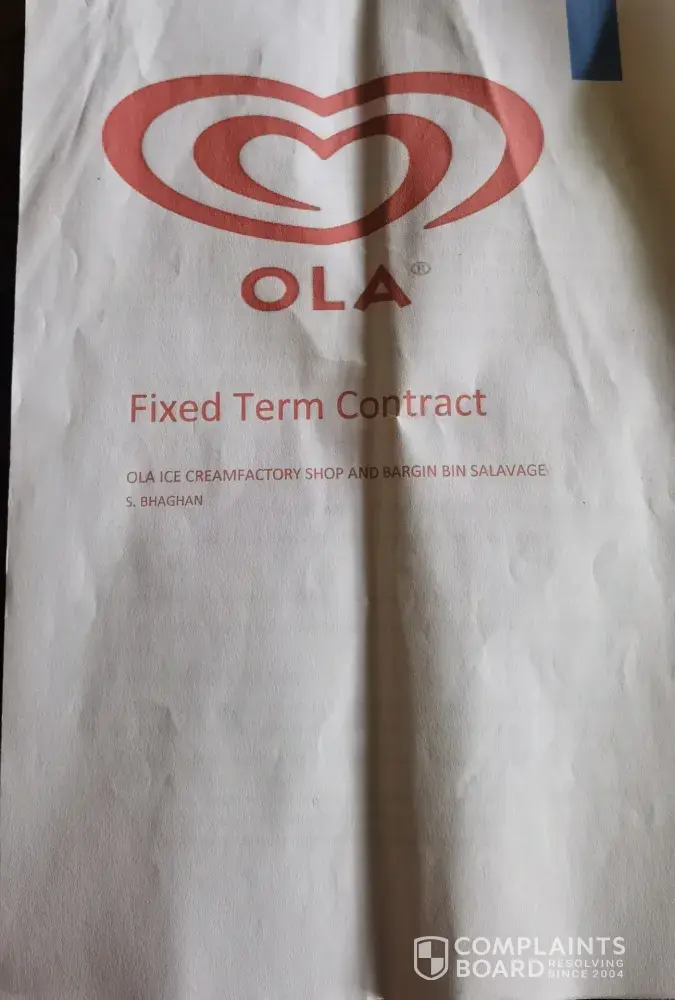 OLA®
Fixed Term Contract
OLA ICE CREAMFACTORY SHOP AND BARGIN BIN SALAVAGE
S. BHAGHAN
COMPLAINTS
BOARD RESOLVING
SINCE 2004